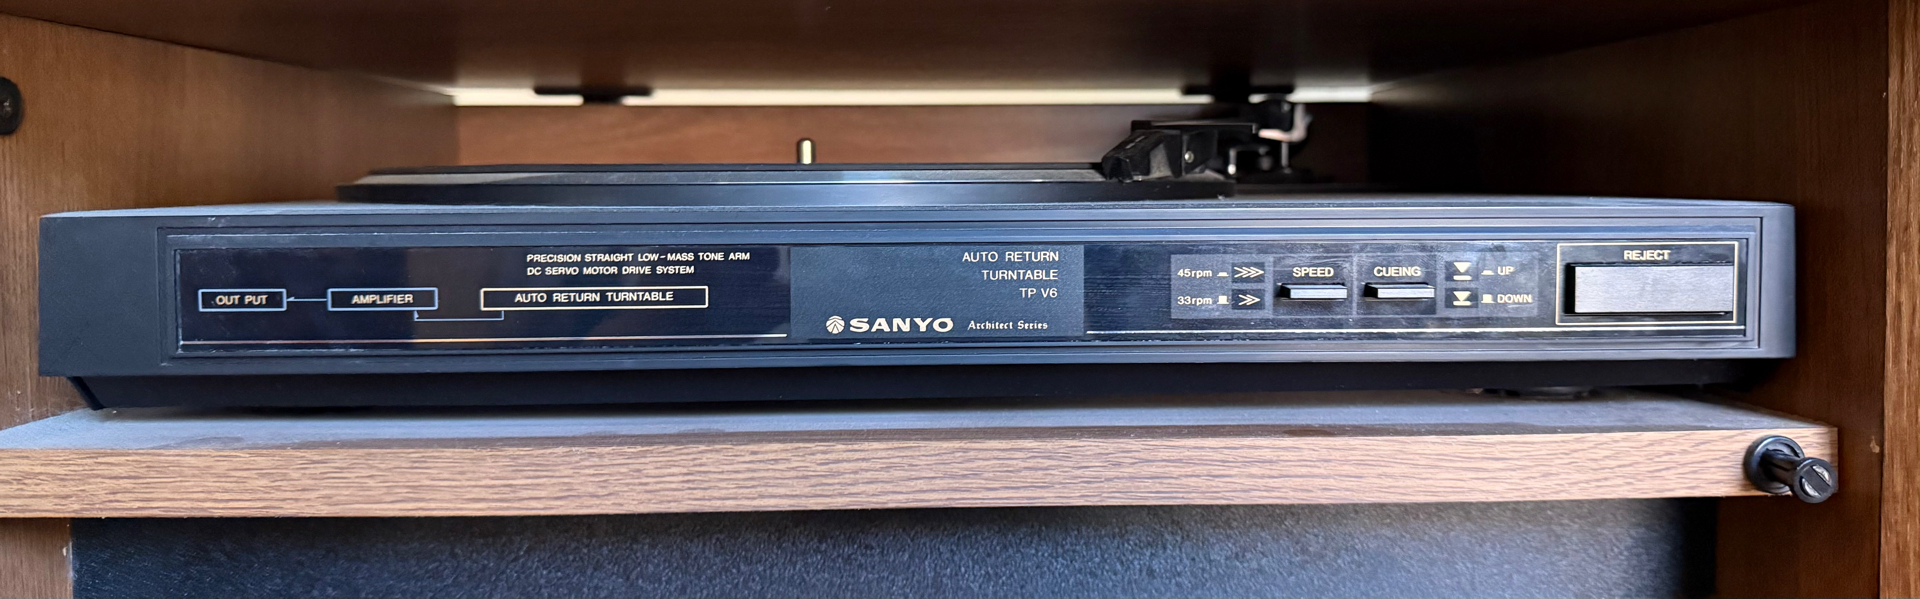 PRECISION STRAIGHT LOW-MASS TONE ARM
DC SERVO MOTOR DRIVE SYSTEM
OUT PUT
AMPLIFIER
AUTO RETURN TURNTABLE
AUTO RETURN
TURNTABLE
TP V6
SANYO Architect Series
45rpm
33rpm
SPEED
CUEING
UP
DOWN
REJECT